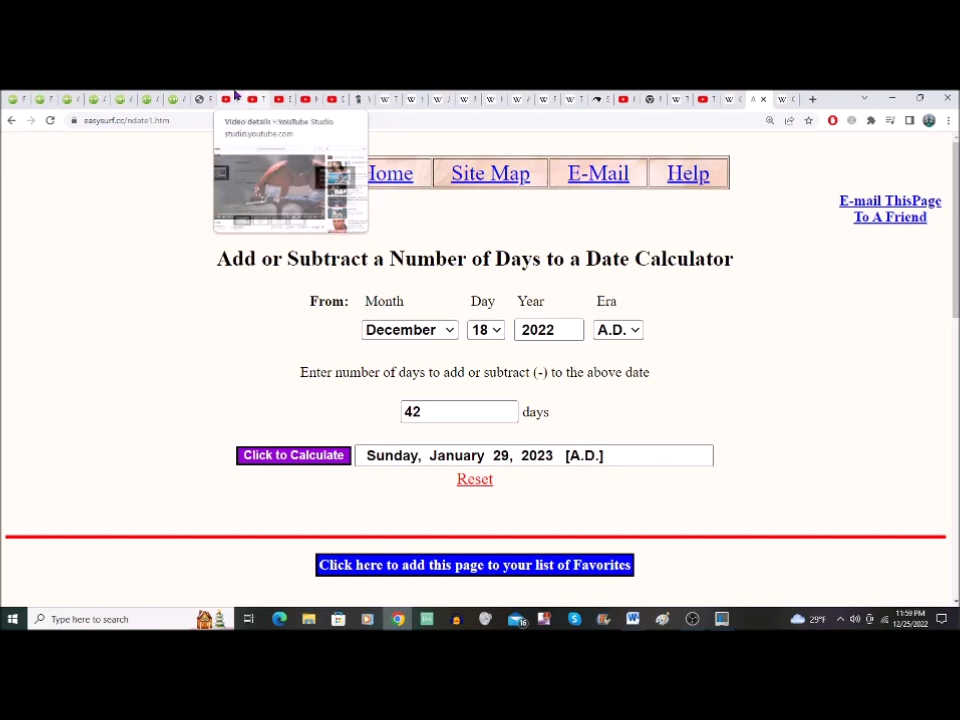 easysurf.cc/ndate1.htm
Video details - YouTube Studio
studio.youtube.com
Home Site Map E-Mail Help
E-mail ThisPage
To A Friend
Add or Subtract a Number of Days to a Date Calculator
From: Month Day Year Era
December 18 2022 A.D.
Enter number of days to add or subtract (-) to the above date
42 days
Click to Calculate Sunday, January 29, 2023 [A.D.]
Reset
Click here to add this page to your list of Favorites
Type here to search
16
29°F
11:59 PM
12/25/2022